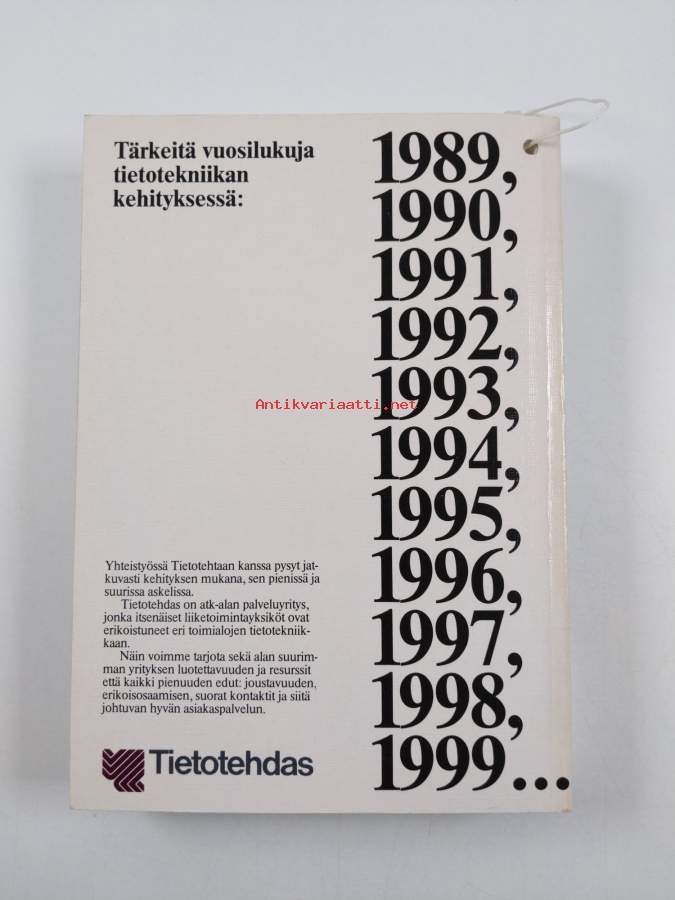 Tärkeitä vuosilukuja
tietotekniikan
kehityksessä:
1989,
1990,
1991,
1992,
1993,
1994,
1995,
1996,
1997,
1998,
1999...
Antikvariaatti.net
Yhteistyössä Tietotehtaan kanssa pysyt jat-
kuvasti kehityksen mukana, sen pienissä ja
suurissa askelissa.
Tietotehdas on atk-alan palveluyritys,
jonka itsenäiset liiketoimintayksiköt ovat
erikoistuneet eri toimialojen tietotekniik-
kaan.
Näin voimme tarjota sekä alan suurim-
man yrityksen luotettavuuden ja resurssit
että kaikki pienuuden edut: joustavuuden,
erikoisosaamisen, suorat kontaktit ja siitä
johtuvan hyvän asiakaspalvelun.
Tietotehdas